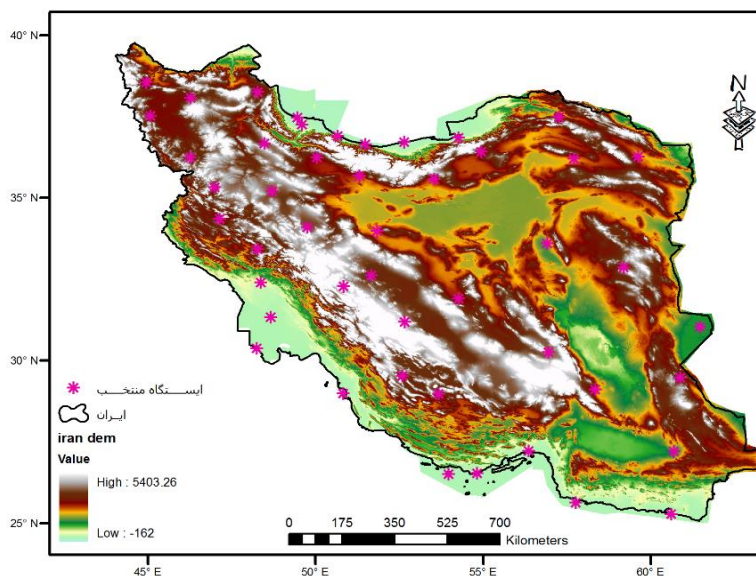 40° N
N
35° N
30° N
ایستگاه منتخب
ایران
iran dem
Value
High : 5403.26
Low : -162
25° N
0 175 350 525 700
Kilometers
45° E 50° E 55° E 60° E